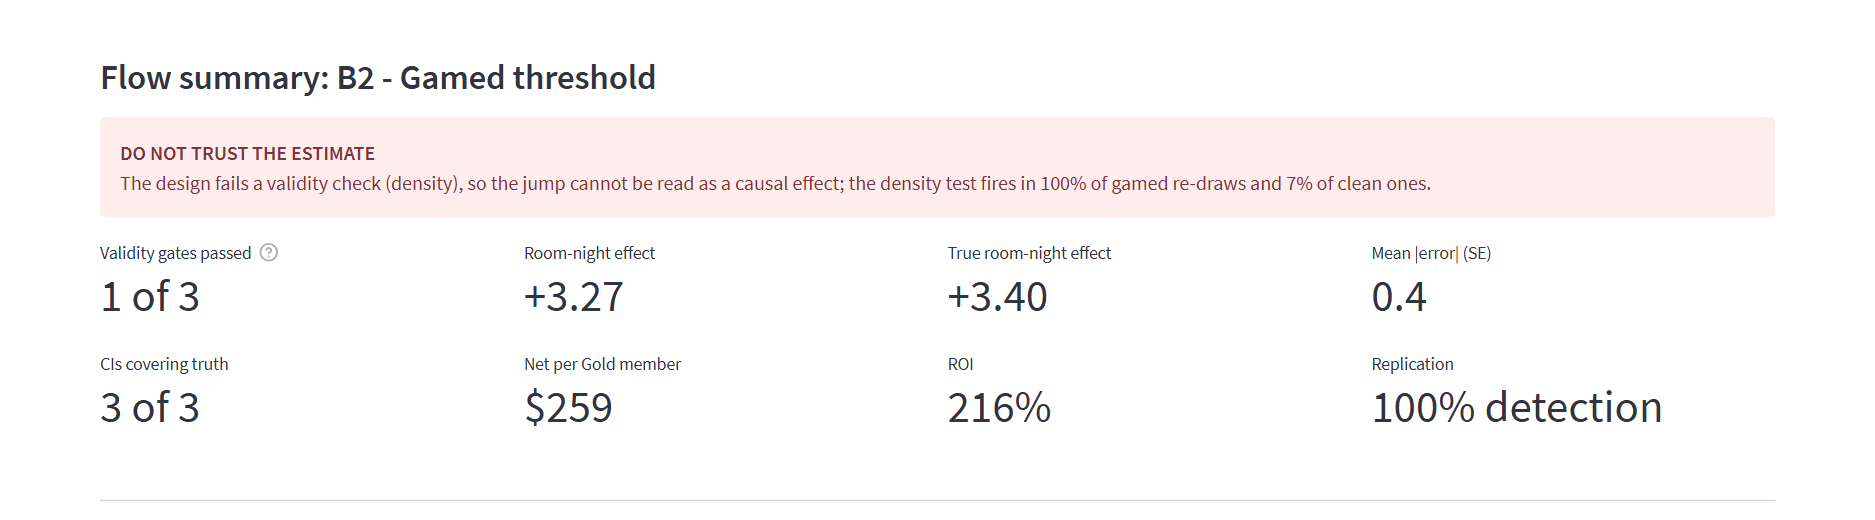 Flow summary: B2 - Gamed threshold
DO NOT TRUST THE ESTIMATE
The design fails a validity check (density), so the jump cannot be read as a causal effect; the density test fires in 100% of gamed re-draws and 7% of clean ones.
Validity gates passed ?
Room-night effect
True room-night effect
Mean |error| (SE)
1 of 3
+3.27
+3.40
0.4
CIs covering truth
Net per Gold member
ROI
Replication
3 of 3
$259
216%
100% detection